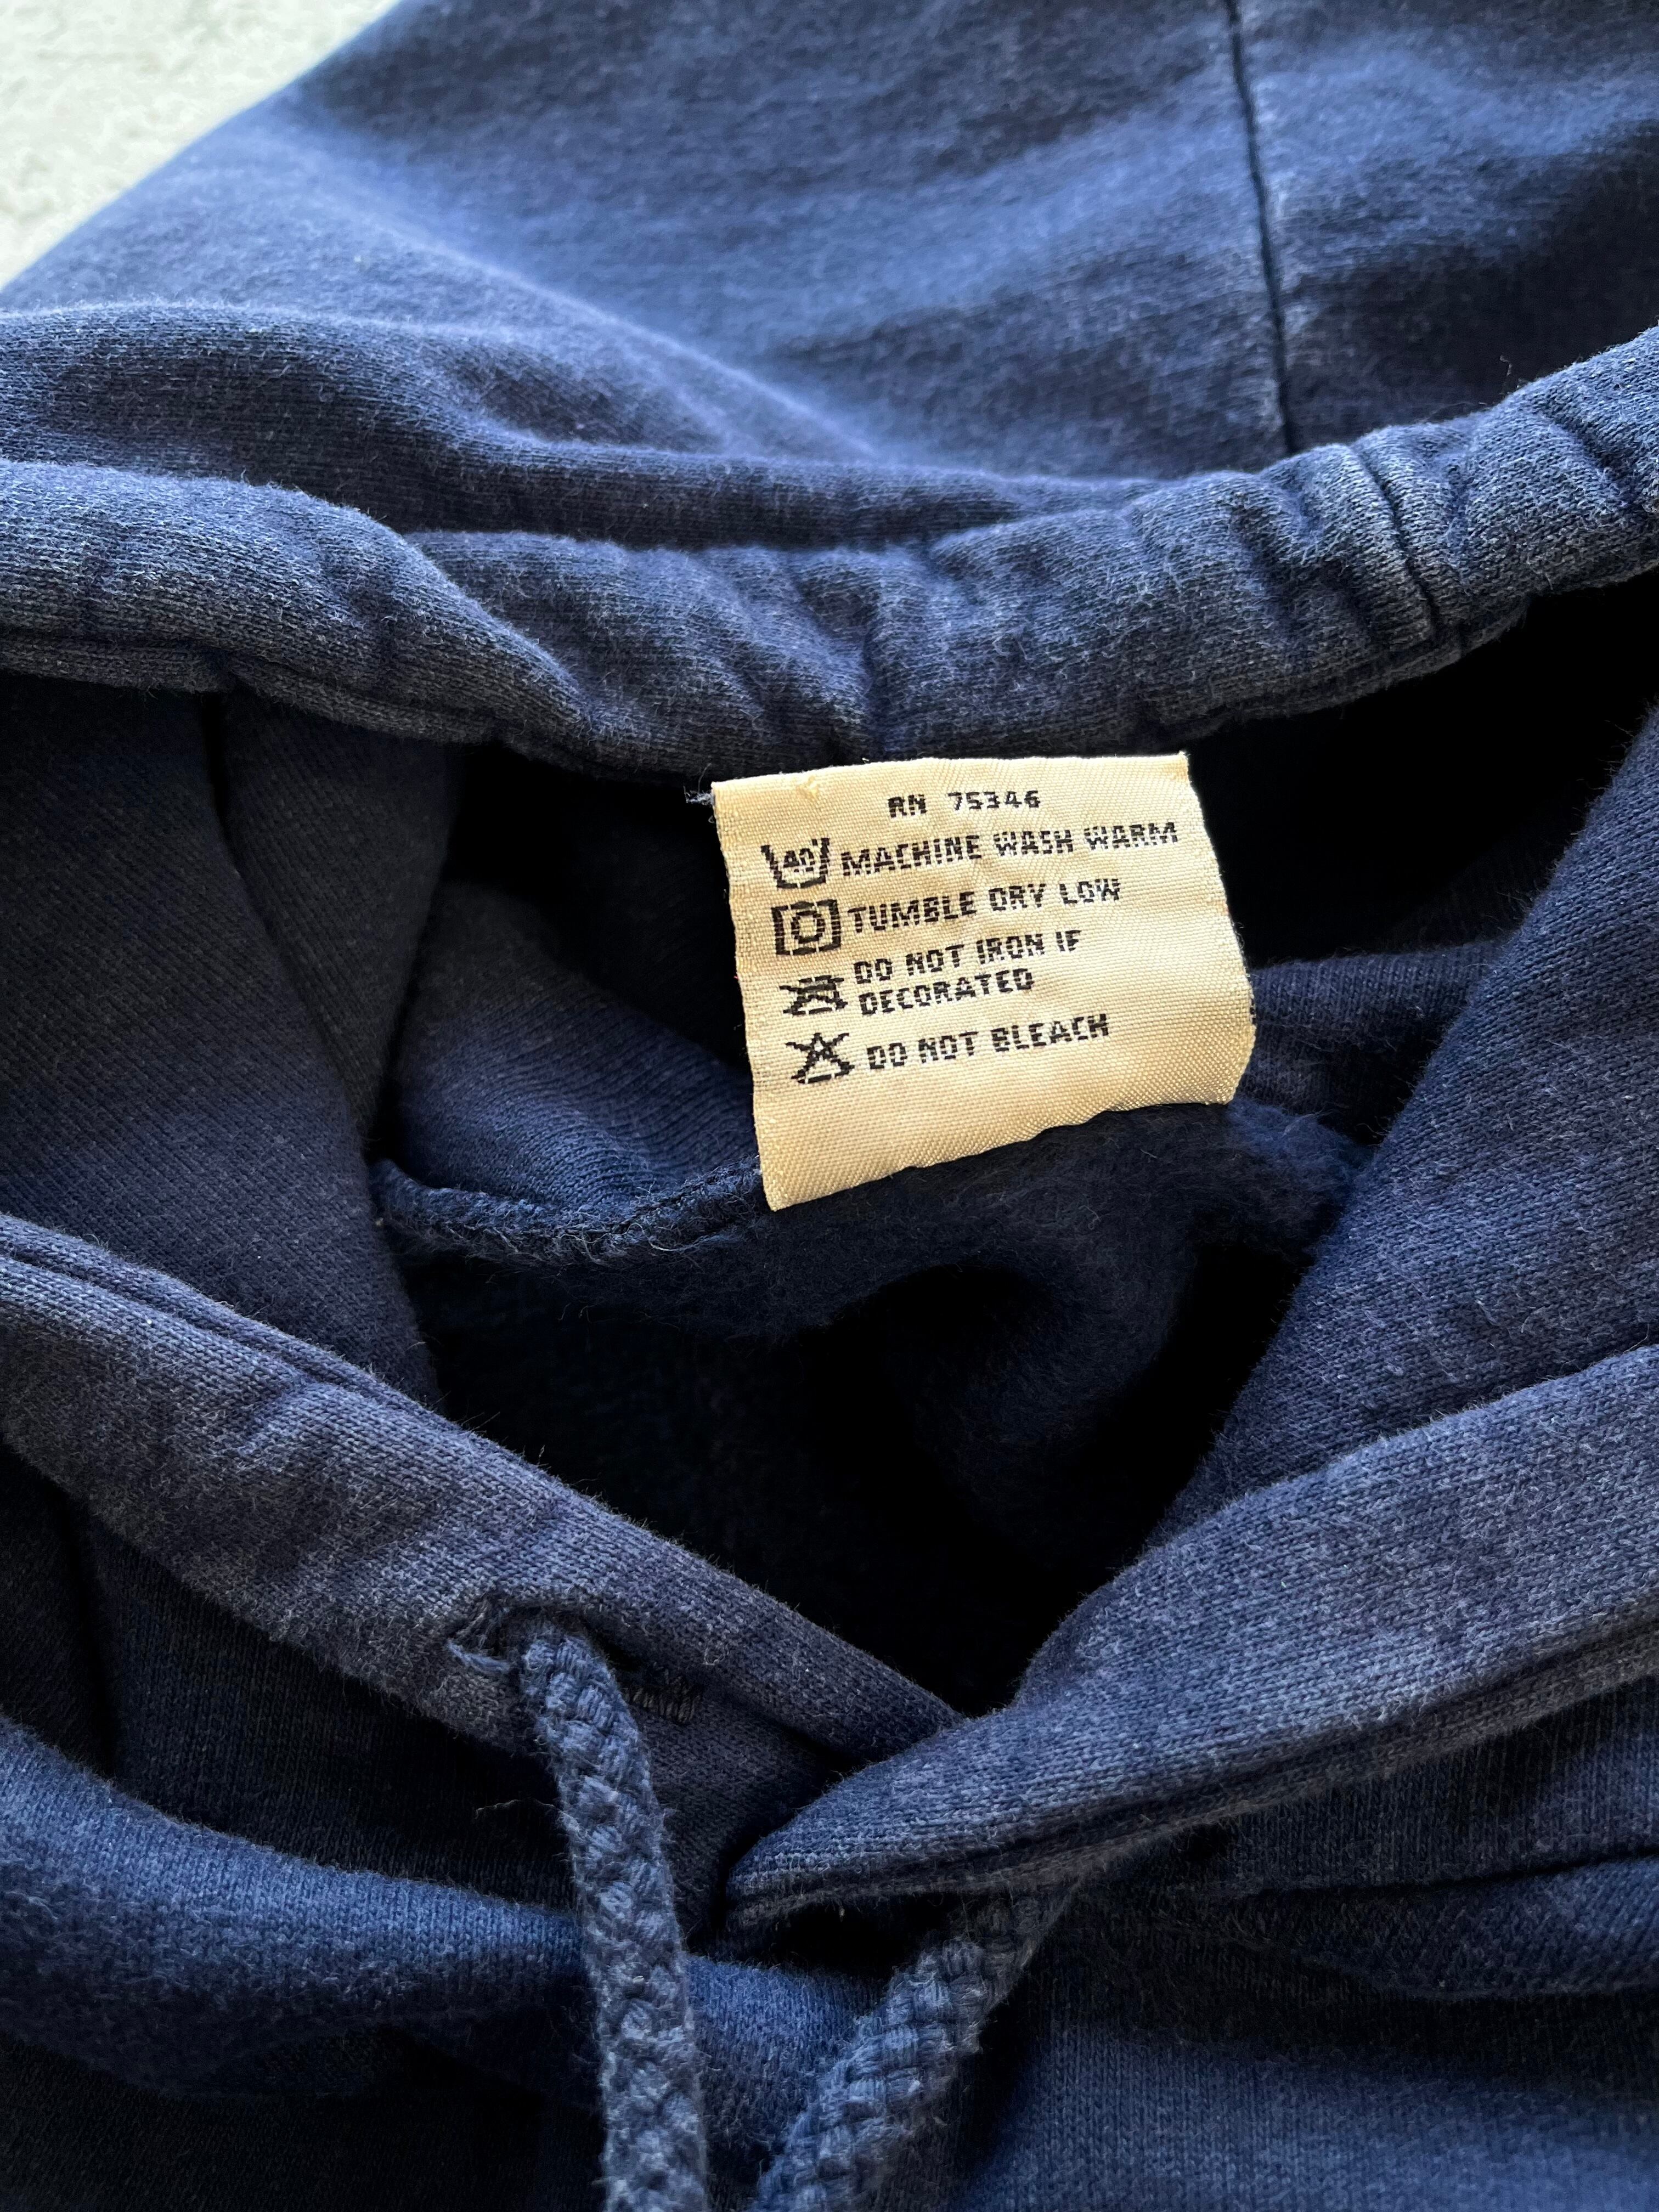 RN 75346
40 MACHINE WASH WARM
TUMBLE DRY LOW
DO NOT IRON IF
DECORATED
DO NOT BLEACH